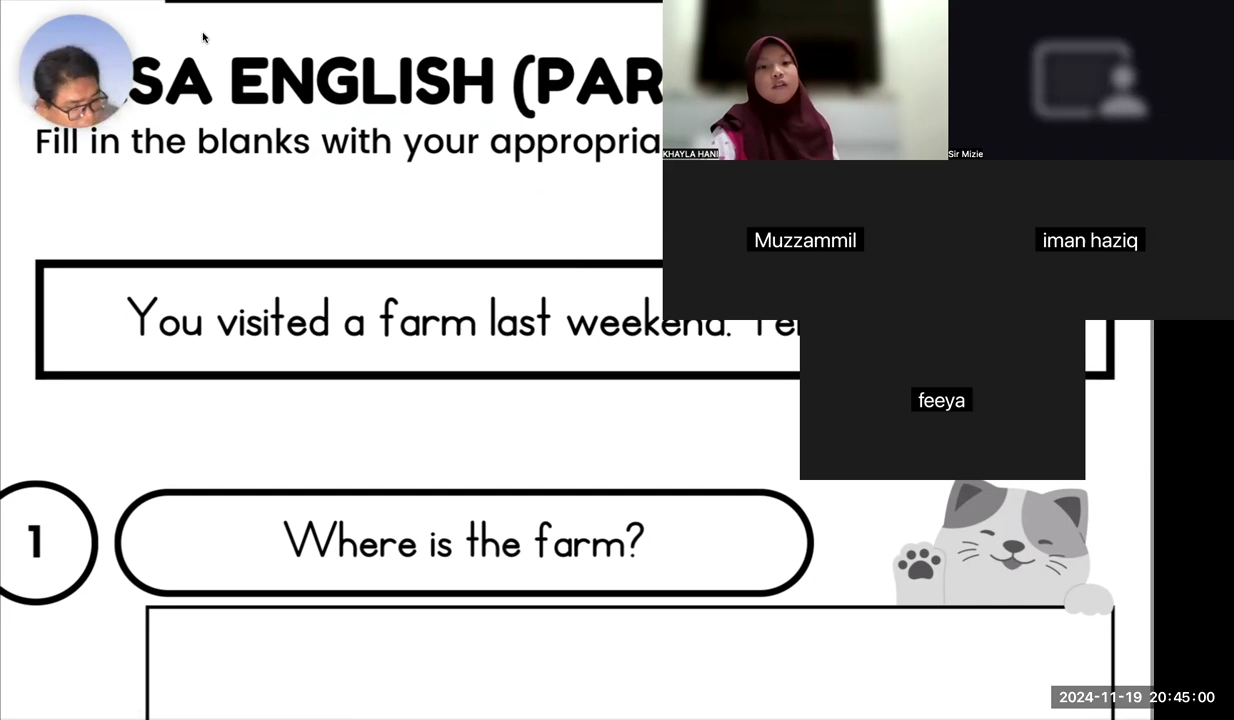 SA ENGLISH (PAR
Fill in the blanks with your appropria
KHAYLA HANI
Sir Mizie
Muzzammil
iman haziq
You visited a farm last weekend. Tel
feeya
1
Where is the farm?
2024-11-19 20:45:00